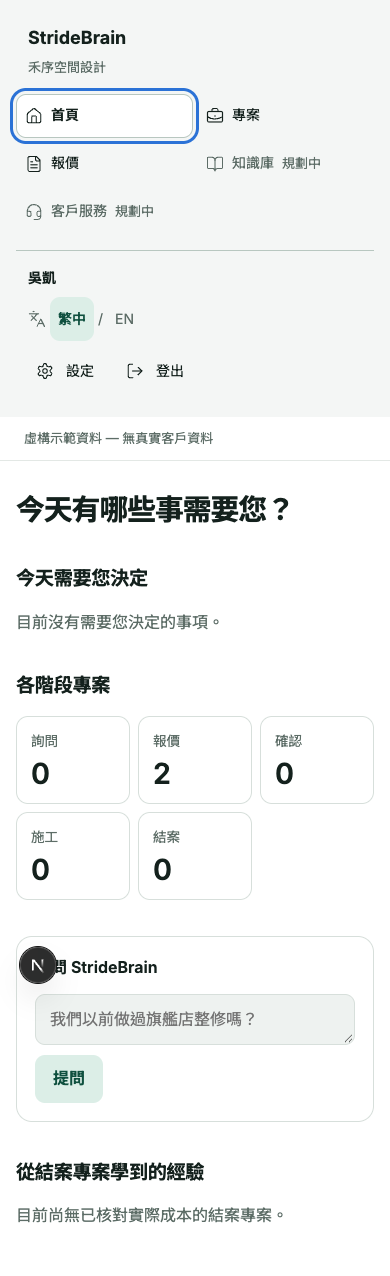 StrideBrain
禾序空間設計
首頁
專案
報價
知識庫 規劃中
客戶服務 規劃中
吳凱
繁中 / EN
設定
登出
虛構示範資料 — 無真實客戶資料
今天有哪些事需要您？
今天需要您決定
目前沒有需要您決定的事項。
各階段專案
詢問
0
報價
2
確認
0
施工
0
結案
0
N
問 StrideBrain
我們以前做過旗艦店整修嗎？
提問
從結案專案學到的經驗
目前尚無已核對實際成本的結案專案。